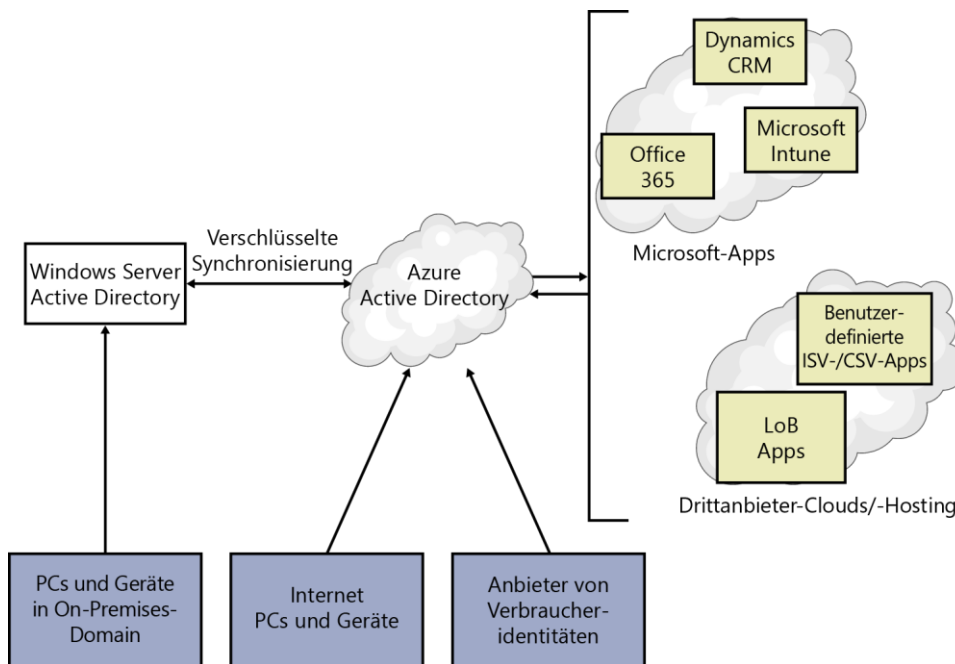 Dynamics
CRM
Microsoft
Intune
Office
365
Microsoft-Apps
Verschlüsselte
Synchronisierung
Windows Server
Active Directory
Azure
Active Directory
Benutzer-
definierte
ISV-/CSV-Apps
LoB
Apps
Drittanbieter-Clouds/-Hosting
PCs und Geräte
in On-Premises-
Domain
Internet
PCs und Geräte
Anbieter von
Verbraucher-
identitäten